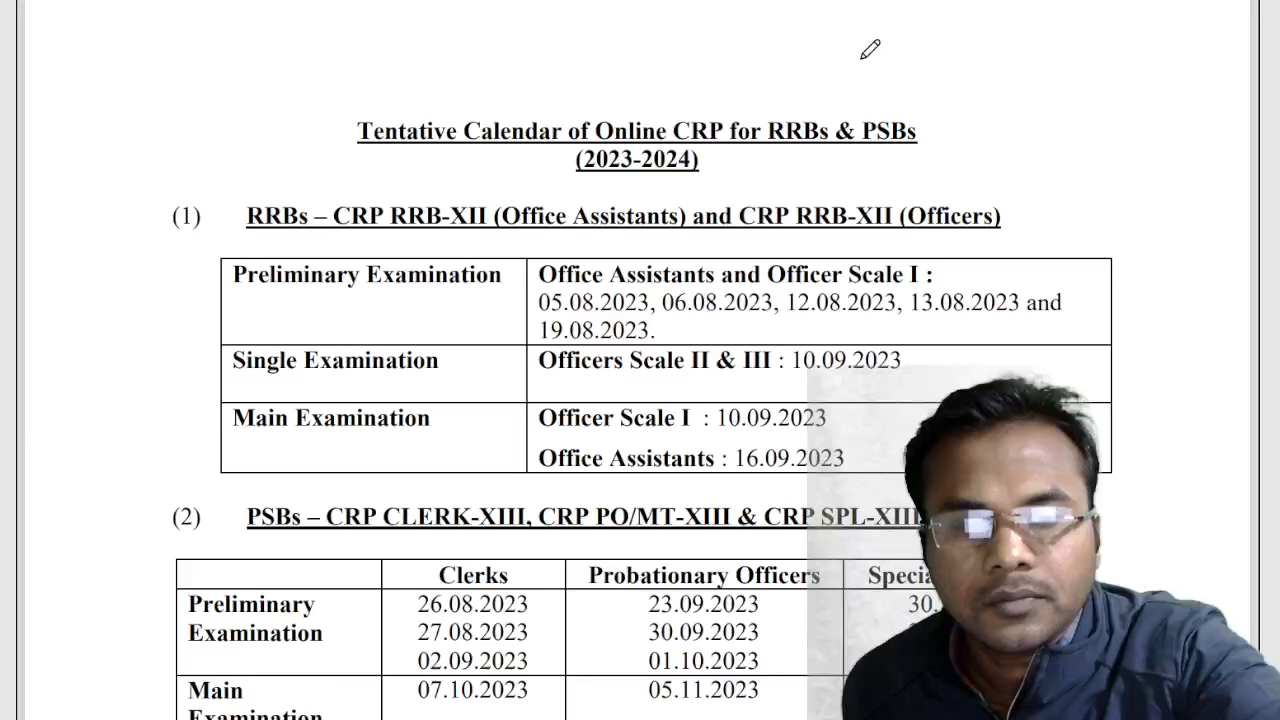 Tentative Calendar of Online CRP for RRBs & PSBs
(2023-2024)
(1) RRBs – CRP RRB-XII (Office Assistants) and CRP RRB-XII (Officers)
Preliminary Examination
Office Assistants and Officer Scale I :
05.08.2023, 06.08.2023, 12.08.2023, 13.08.2023 and
19.08.2023.
Single Examination
Officers Scale II & III : 10.09.2023
Main Examination
Officer Scale I : 10.09.2023
Office Assistants : 16.09.2023
(2) PSBs – CRP CLERK-XIII, CRP PO/MT-XIII & CRP SPL-XIII
Clerks Probationary Officers
Preliminary 26.08.2023 23.09.2023
Examination 27.08.2023 30.09.2023
02.09.2023 01.10.2023
Main 07.10.2023 05.11.2023
Examination